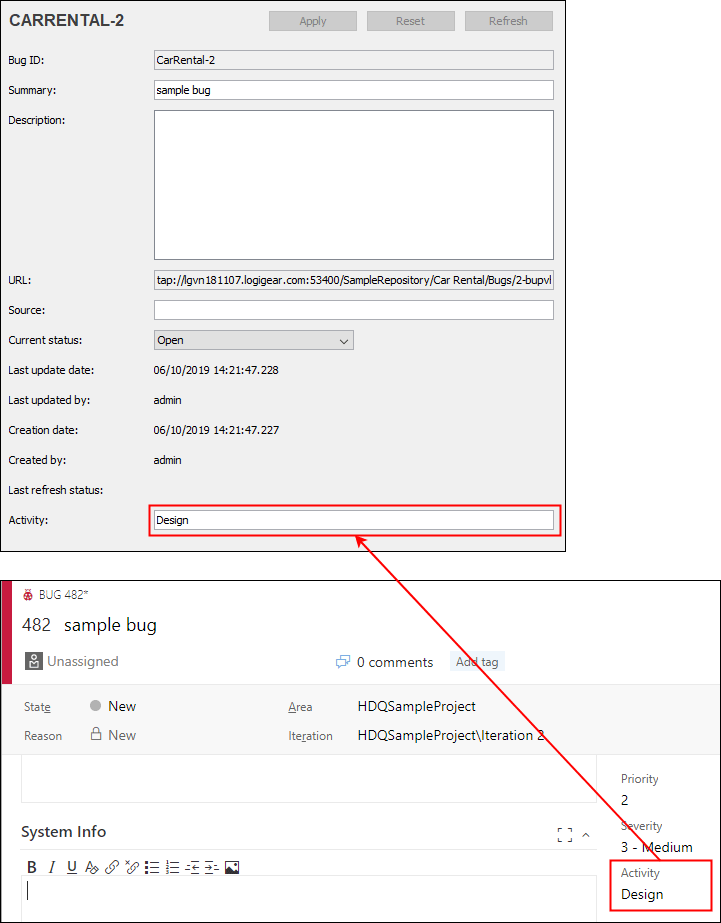 CARRENTAL-2 Apply Reset Refresh
Bug ID: CarRental-2
Summary: sample bug
Description:
URL: tap://lgvn181107.logigear.com:53400/SampleRepository/Car Rental/Bugs/2-bupvl
Source:
Current status: Open
Last update date: 06/10/2019 14:21:47.228
Last updated by: admin
Creation date: 06/10/2019 14:21:47.227
Created by: admin
Last refresh status:
Activity: Design
BUG 482*
482 sample bug
Unassigned 0 comments Add tag
State New Area HDQSampleProject
Reason New Iteration HDQSampleProject\Iteration 2
Priority
2
System Info
Severity
3 - Medium
B I U
Activity
Design